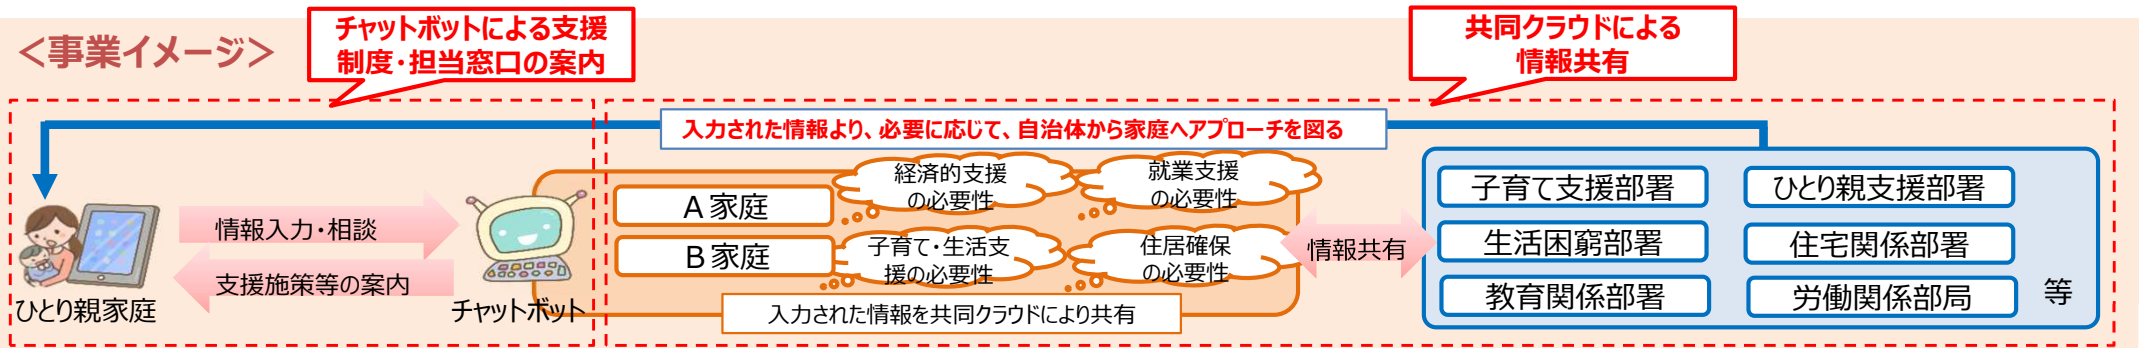 ＜事業イメージ＞
チャットボットによる支援
制度・担当窓口の案内
共同クラウドによる
情報共有
入力された情報より、必要に応じて、自治体から家庭へアプローチを図る
ひとり親家庭
情報入力・相談
支援施策等の案内
チャットボット
Ａ家庭
経済的支援
の必要性
就業支援
の必要性
Ｂ家庭
子育て・生活支
援の必要性
住居確保
の必要性
入力された情報を共同クラウドにより共有
情報共有
子育て支援部署
ひとり親支援部署
生活困窮部署
住宅関係部署
教育関係部署
労働関係部局
等